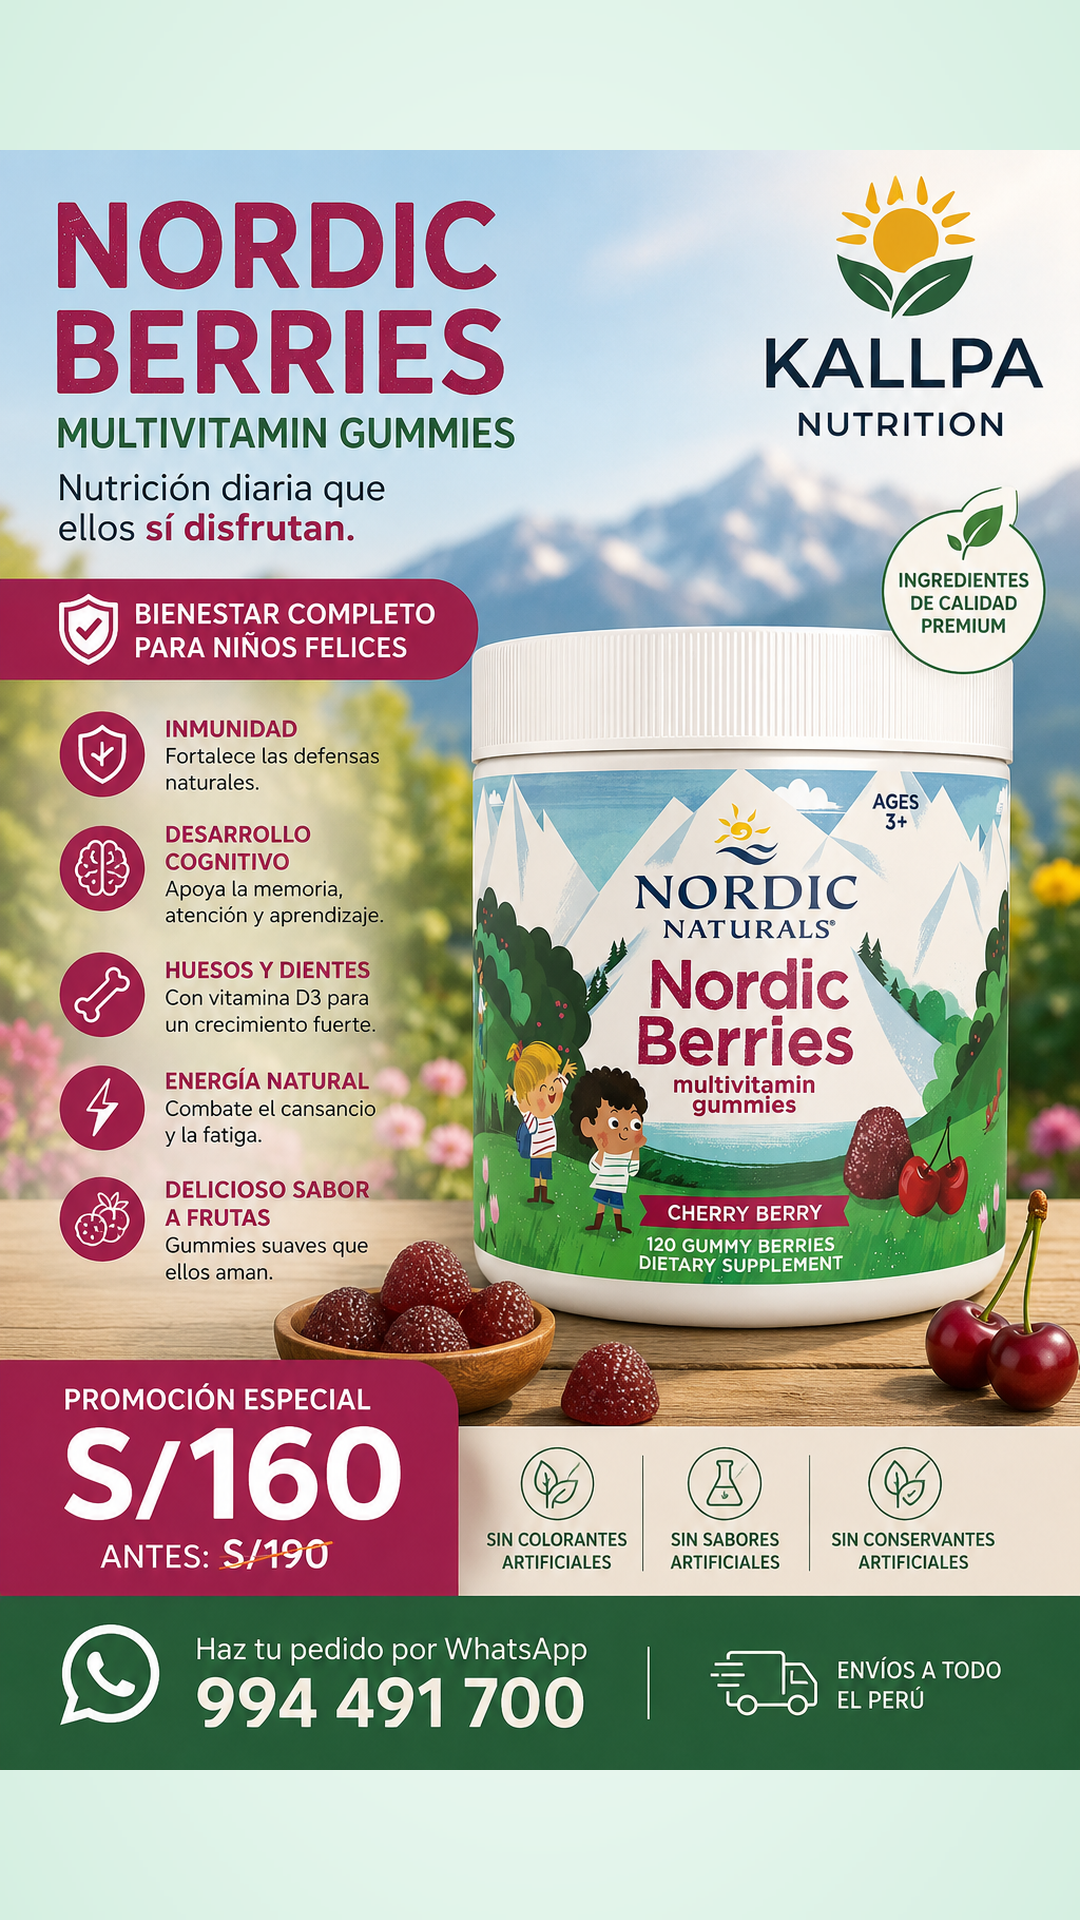 NORDIC
BERRIES
MULTIVITAMIN GUMMIES
Nutrición diaria que
ellos sí disfrutan.
KALLPA
NUTRITION
INGREDIENTES
DE CALIDAD
PREMIUM
BIENESTAR COMPLETO
PARA NIÑOS FELICES
INMUNIDAD
Fortalece las defensas
naturales.
DESARROLLO
COGNITIVO
Apoya la memoria,
atención y aprendizaje.
HUESOS Y DIENTES
Con vitamina D3 para
un crecimiento fuerte.
ENERGÍA NATURAL
Combate el cansancio
y la fatiga.
DELICIOSO SABOR
A FRUTAS
Gummies suaves que
ellos aman.
AGES
3+
NORDIC
NATURALS®
Nordic
Berries
multivitamin
gummies
CHERRY BERRY
120 GUMMY BERRIES
DIETARY SUPPLEMENT
PROMOCIÓN ESPECIAL
S/160
ANTES: S/190
SIN COLORANTES
ARTIFICIALES
SIN SABORES
ARTIFICIALES
SIN CONSERVANTES
ARTIFICIALES
Haz tu pedido por WhatsApp
994 491 700
ENVÍOS A TODO
EL PERÚ